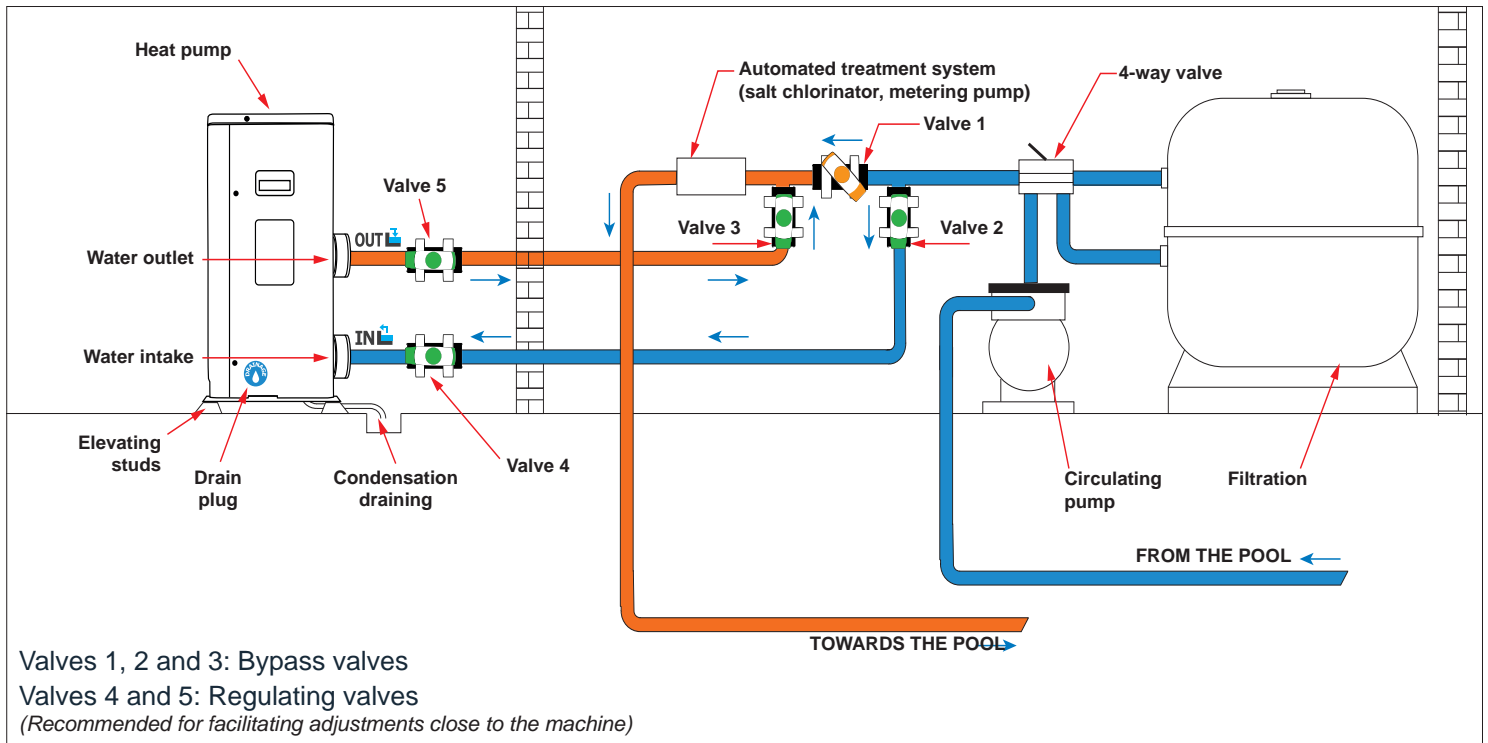 Heat pump
Automated treatment system
(salt chlorinator, metering pump)
4-way valve
Valve 1
Valve 5
Valve 3
Valve 2
OUT
Water outlet
IN
Water intake
DRAINAGE
Elevating
studs
Drain
plug
Condensation
draining
Valve 4
Circulating
pump
Filtration
FROM THE POOL
TOWARDS THE POOL
Valves 1, 2 and 3: Bypass valves
Valves 4 and 5: Regulating valves
(Recommended for facilitating adjustments close to the machine)